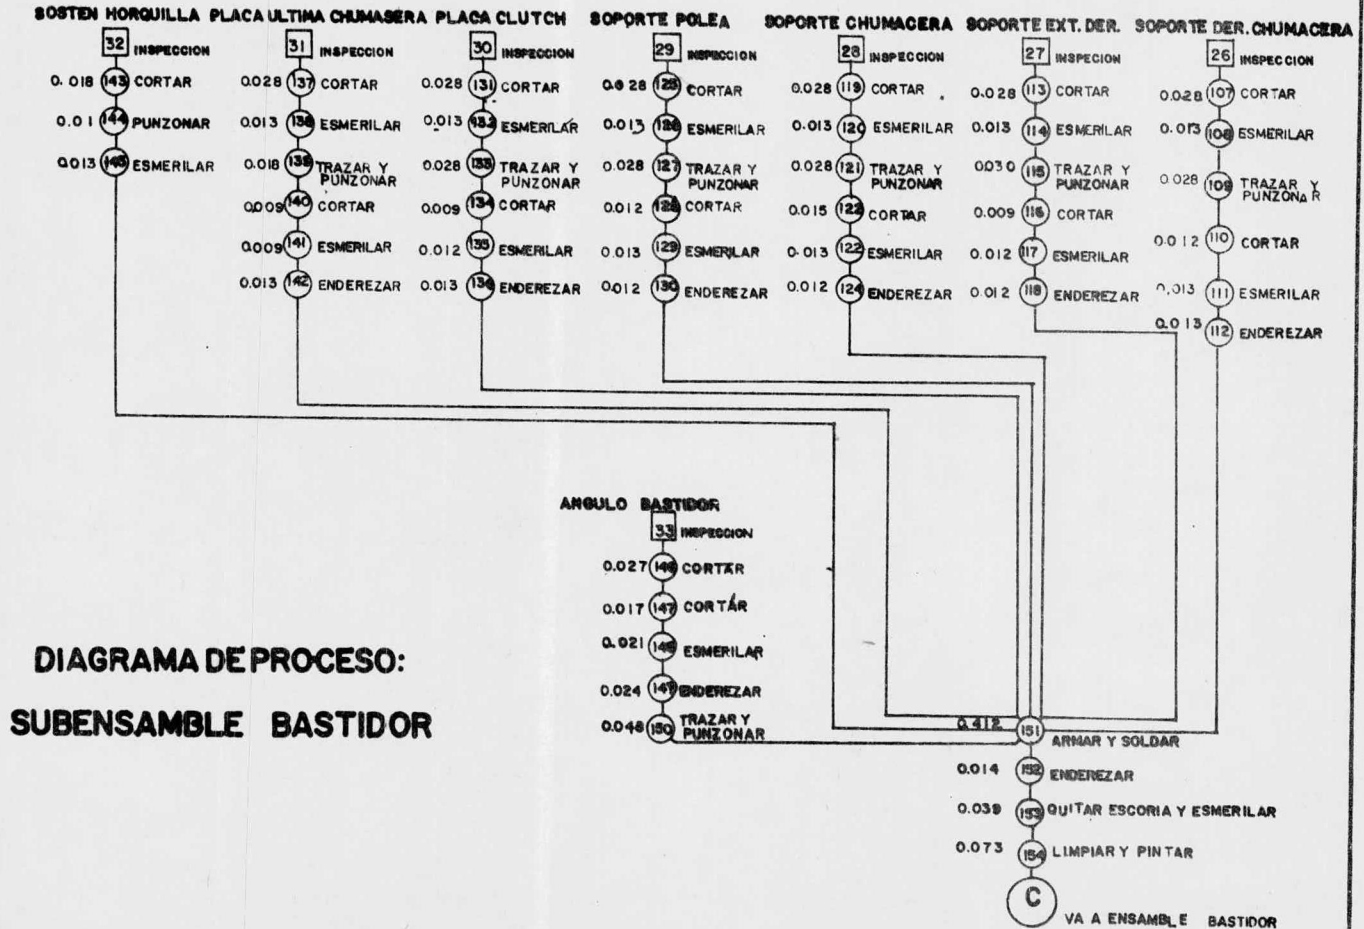 SOSTEN HORQUILLA
32 INSPECCION
0.018 143 CORTAR
0.01 144 PUNZONAR
0.013 145 ESMERILAR
PLACA ULTIMA CHUMASERA
31 INSPECCION
0.028 137 CORTAR
0.013 138 ESMERILAR
0.018 139 TRAZAR Y
PUNZONAR
0.009 140 CORTAR
0.009 141 ESMERILAR
0.013 142 ENDEREZAR
PLACA CLUTCH
30 INSPECCION
0.028 131 CORTAR
0.013 132 ESMERILAR
0.028 133 TRAZAR Y
PUNZONAR
0.009 134 CORTAR
0.012 135 ESMERILAR
0.013 136 ENDEREZAR
SOPORTE POLEA
29 INSPECCION
0.028 125 CORTAR
0.013 126 ESMERILAR
0.028 127 TRAZAR Y
PUNZONAR
0.012 128 CORTAR
0.013 129 ESMERILAR
0.012 130 ENDEREZAR
SOPORTE CHUMACERA
28 INSPECCION
0.028 119 CORTAR
0.013 120 ESMERILAR
0.028 121 TRAZAR Y
PUNZONAR
0.015 122 CORTAR
0.013 122 ESMERILAR
0.012 124 ENDEREZAR
SOPORTE EXT. DER.
27 INSPECION
0.028 113 CORTAR
0.013 114 ESMERILAR
0.030 115 TRAZAR Y
PUNZONAR
0.009 116 CORTAR
0.012 117 ESMERILAR
0.012 118 ENDEREZAR
SOPORTE DER. CHUMACERA
26 INSPECCION
0.028 107 CORTAR
0.013 108 ESMERILAR
0.028 109 TRAZAR Y
PUNZONAR
0.012 110 CORTAR
0.013 111 ESMERILAR
0.013 112 ENDEREZAR
ANGULO BASTIDOR
33 INSPECCION
0.027 146 CORTAR
0.017 147 CORTAR
0.021 148 ESMERILAR
0.024 147 ENDEREZAR
0.048 150 TRAZAR Y
PUNZONAR
DIAGRAMA DE PROCESO:
SUBENSAMBLE BASTIDOR
0.412 151 ARMAR Y SOLDAR
0.014 152 ENDEREZAR
0.039 153 QUITAR ESCORIA Y ESMERILAR
0.073 154 LIMPIAR Y PINTAR
C
VA A ENSAMBLE BASTIDOR